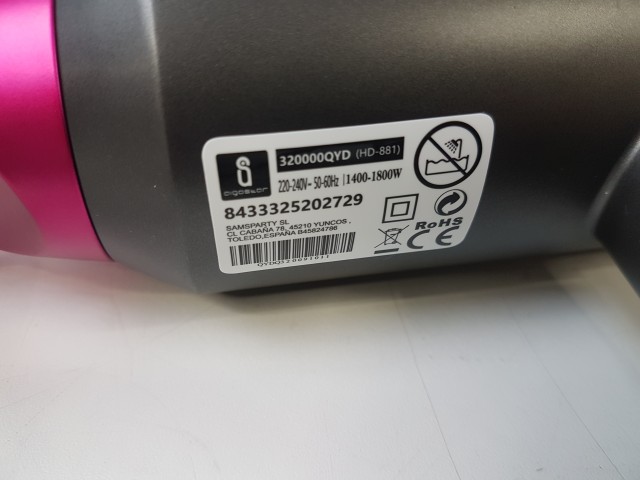 aigostar
320000QYD (HD-881)
220-240V~ 50-60Hz | 1400-1800W
8433325202729
SAMSPARTY SL
CL CABAÑA 78, 45210 YUNCOS,
TOLEDO,ESPAÑA B45824786
RoHS
CE